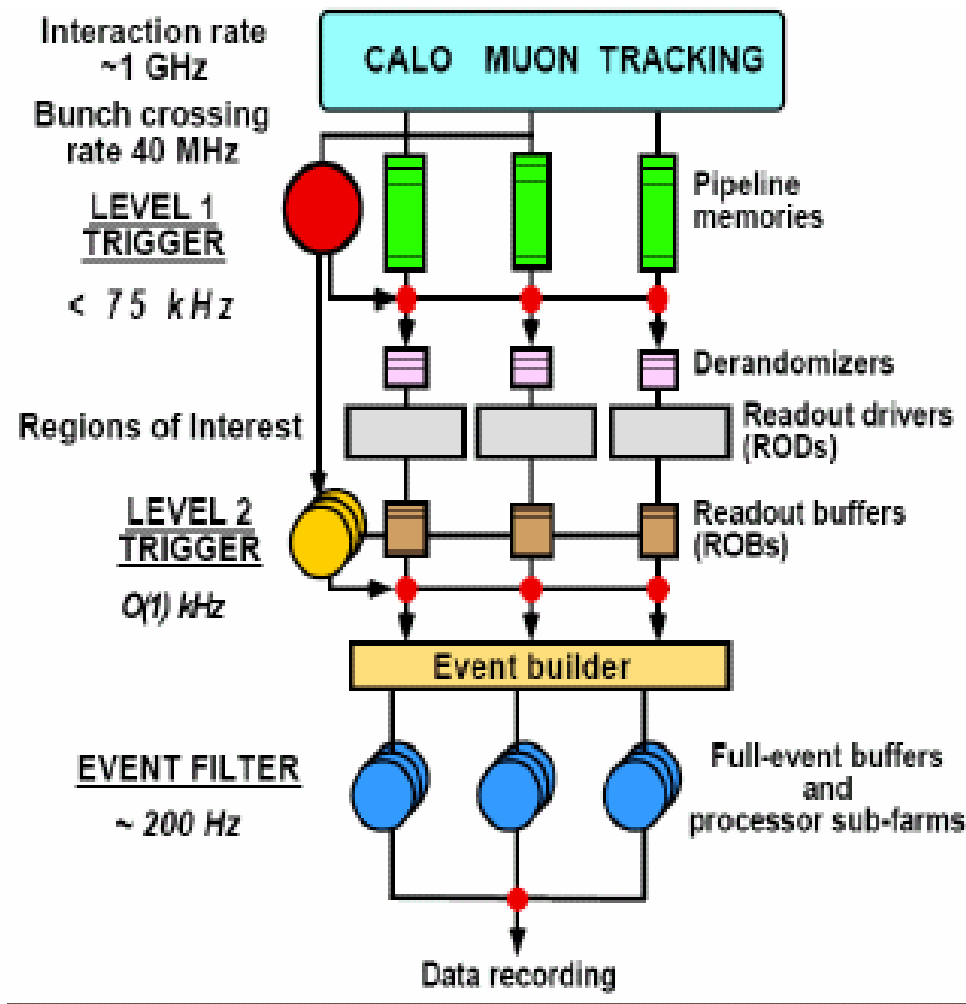 Interaction rate
~1 GHz
CALO MUON TRACKING
Bunch crossing
rate 40 MHz
LEVEL 1
TRIGGER
< 75 kHz
Pipeline
memories
Derandomizers
Regions of Interest
Readout drivers
(RODs)
LEVEL 2
TRIGGER
O(1) kHz
Readout buffers
(ROBs)
Event builder
EVENT FILTER
~ 200 Hz
Full-event buffers
and
processor sub-farms
Data recording